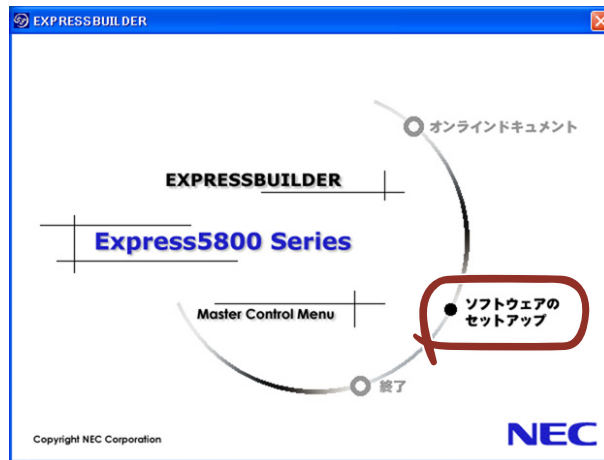 EXPRESSBUILDER
オンラインドキュメント
EXPRESSBUILDER
Express5800 Series
Master Control Menu
ソフトウェアの
セットアップ
終了
Copyright NEC Corporation
NEC